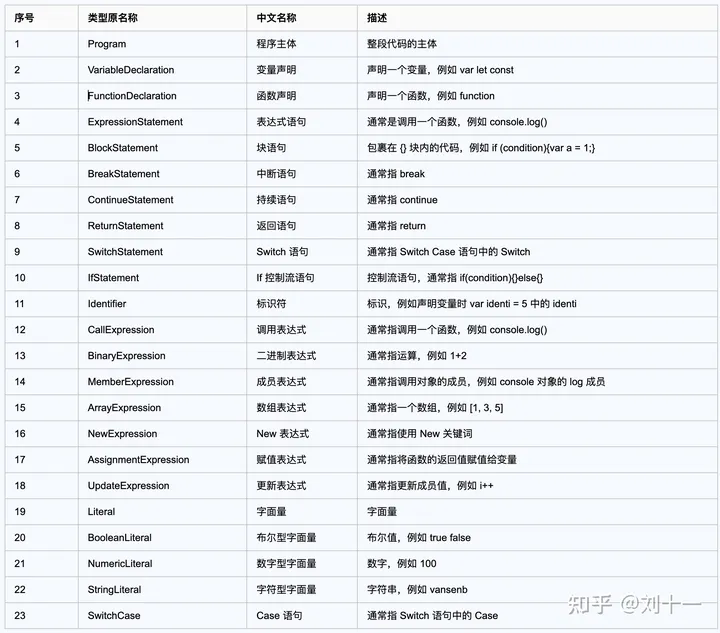 序号 类型原名称 中文名称 描述
1 Program 程序主体 整段代码的主体
2 VariableDeclaration 变量声明 声明一个变量，例如 var let const
3 FunctionDeclaration 函数声明 声明一个函数，例如 function
4 ExpressionStatement 表达式语句 通常是调用一个函数，例如 console.log()
5 BlockStatement 块语句 包裹在 {} 块内的代码，例如 if (condition){var a = 1;}
6 BreakStatement 中断语句 通常指 break
7 ContinueStatement 持续语句 通常指 continue
8 ReturnStatement 返回语句 通常指 return
9 SwitchStatement Switch 语句 通常指 Switch Case 语句中的 Switch
10 IfStatement If 控制流语句 控制流语句，通常指 if(condition){}else{}
11 Identifier 标识符 标识，例如声明变量时 var identi = 5 中的 identi
12 CallExpression 调用表达式 通常指调用一个函数，例如 console.log()
13 BinaryExpression 二进制表达式 通常指运算，例如 1+2
14 MemberExpression 成员表达式 通常指调用对象的成员，例如 console 对象的 log 成员
15 ArrayExpression 数组表达式 通常指一个数组，例如 [1, 3, 5]
16 NewExpression New 表达式 通常指使用 New 关键词
17 AssignmentExpression 赋值表达式 通常指将函数的返回值赋值给变量
18 UpdateExpression 更新表达式 通常指更新成员值，例如 i++
19 Literal 字面量 字面量
20 BooleanLiteral 布尔型字面量 布尔值，例如 true false
21 NumericLiteral 数字型字面量 数字，例如 100
22 StringLiteral 字符型字面量 字符串，例如 vansenb
23 SwitchCase Case 语句 通常指 Switch 语句中的 Case
知乎 @刘十一